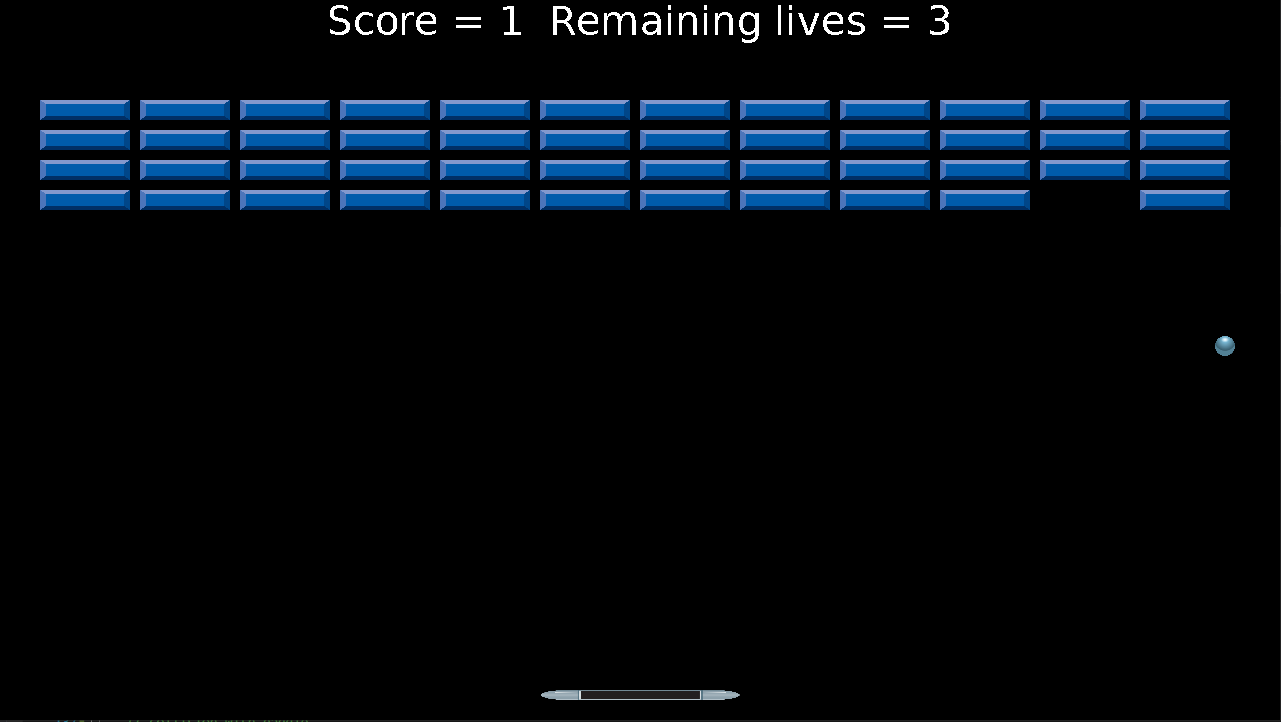 Score = 1  Remaining lives = 3